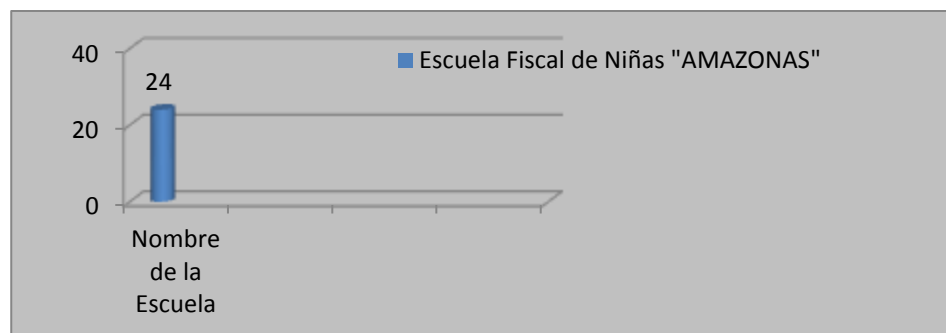 40
Escuela Fiscal de Niñas "AMAZONAS"
24
20
0
Nombre
de la
Escuela